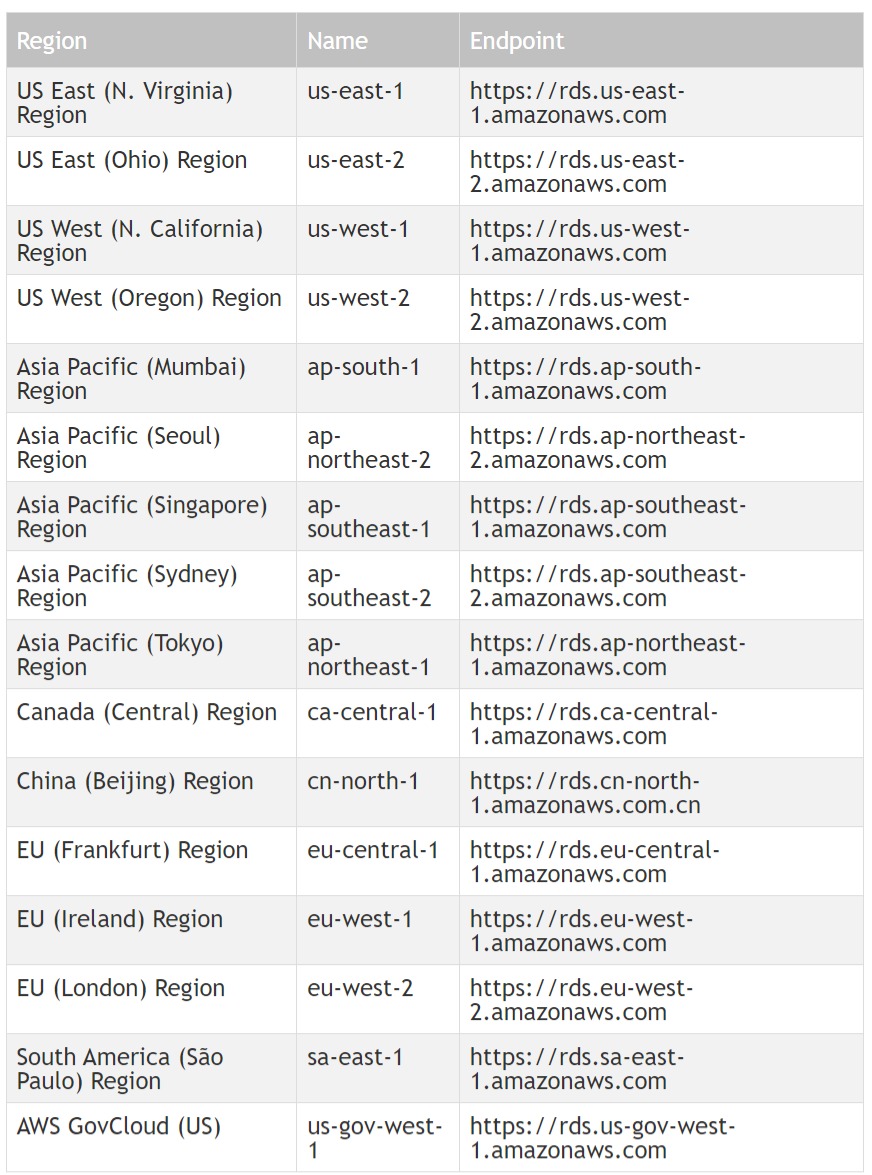 Region Name Endpoint
US East (N. Virginia) us-east-1 https://rds.us-east-
Region 1.amazonaws.com
US East (Ohio) Region us-east-2 https://rds.us-east-
2.amazonaws.com
US West (N. California) us-west-1 https://rds.us-west-
Region 1.amazonaws.com
US West (Oregon) Region us-west-2 https://rds.us-west-
2.amazonaws.com
Asia Pacific (Mumbai) ap-south-1 https://rds.ap-south-
Region 1.amazonaws.com
Asia Pacific (Seoul) ap- https://rds.ap-northeast-
Region northeast-2 2.amazonaws.com
Asia Pacific (Singapore) ap- https://rds.ap-southeast-
Region southeast-1 1.amazonaws.com
Asia Pacific (Sydney) ap- https://rds.ap-southeast-
Region southeast-2 2.amazonaws.com
Asia Pacific (Tokyo) ap- https://rds.ap-northeast-
Region northeast-1 1.amazonaws.com
Canada (Central) Region ca-central-1 https://rds.ca-central-
1.amazonaws.com
China (Beijing) Region cn-north-1 https://rds.cn-north-
1.amazonaws.com.cn
EU (Frankfurt) Region eu-central-1 https://rds.eu-central-
1.amazonaws.com
EU (Ireland) Region eu-west-1 https://rds.eu-west-
1.amazonaws.com
EU (London) Region eu-west-2 https://rds.eu-west-
2.amazonaws.com
South America (São sa-east-1 https://rds.sa-east-
Paulo) Region 1.amazonaws.com
AWS GovCloud (US) us-gov-west- https://rds.us-gov-west-
1 1.amazonaws.com